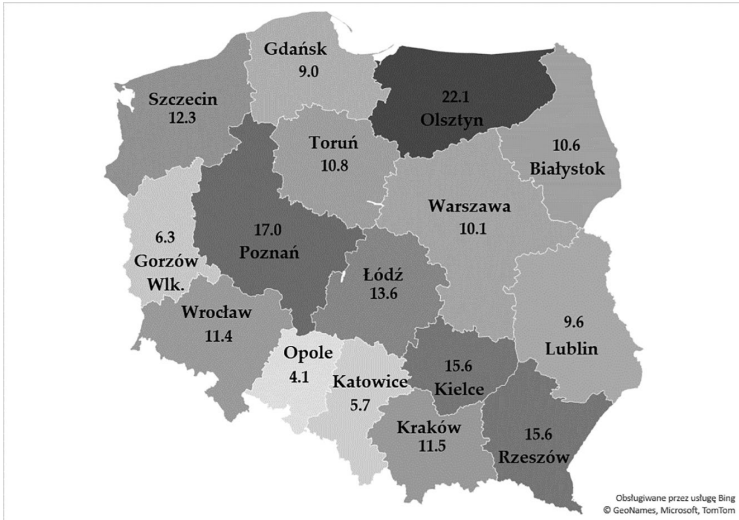 Gdańsk
9.0
Szczecin
12.3
22.1
Olsztyn
Toruń
10.8
10.6
Białystok
Warszawa
10.1
6.3
Gorzów
Wlk.
17.0
Poznań
Łódź
13.6
Wrocław
11.4
9.6
Lublin
Opole
4.1
Katowice
5.7
15.6
Kielce
Kraków
11.5
15.6
Rzeszów
Obsługiwane przez usługę Bing
© GeoNames, Microsoft, TomTom